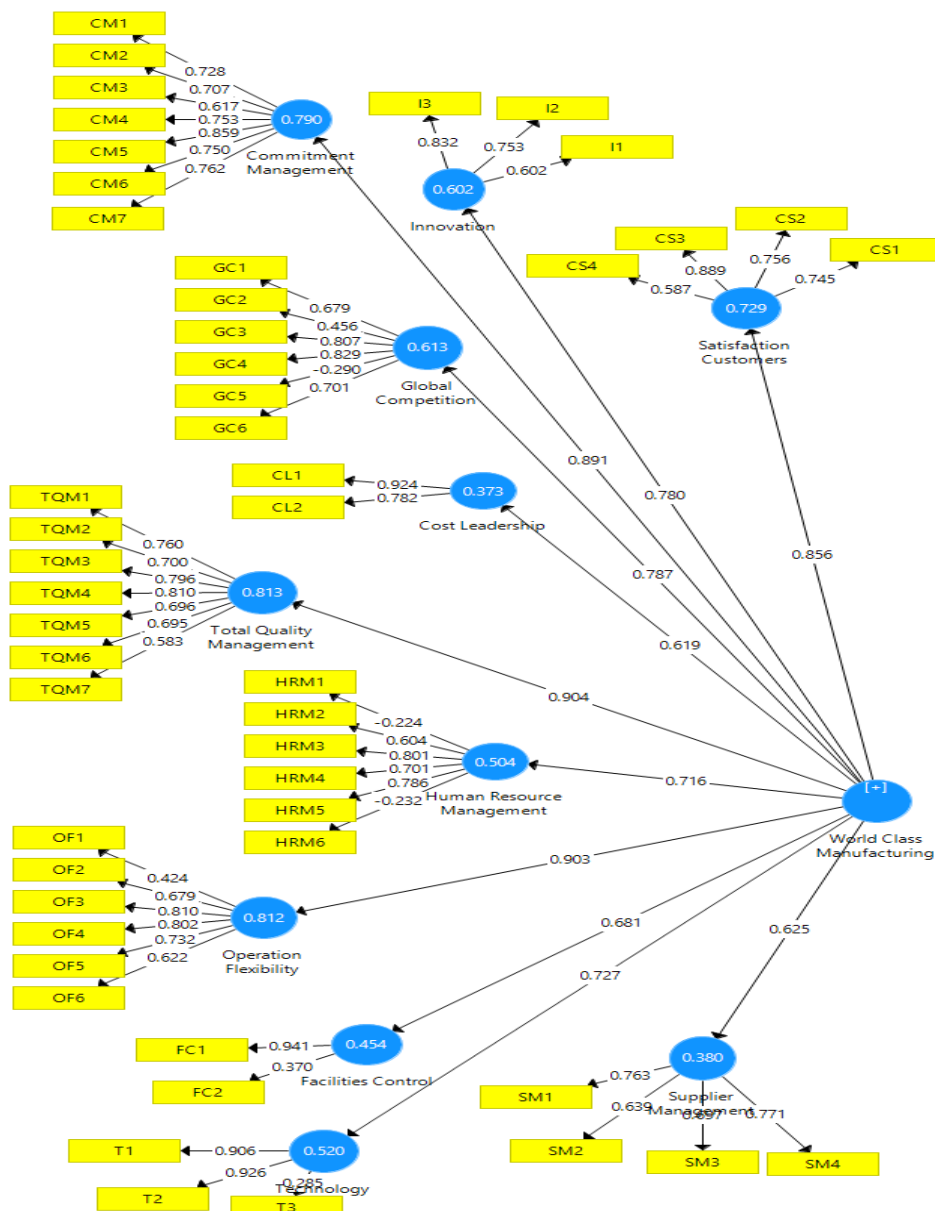 CM1
CM2
CM3
CM4
CM5
CM6
CM7
0.728
0.707
0.617
0.753
0.859
0.750
0.762
0.790
Commitment
Management
I3
I2
I1
0.832
0.753
0.602
0.602
Innovation
CS4
CS3
CS2
CS1
0.587
0.889
0.756
0.745
0.729
Satisfaction
Customers
GC1
GC2
GC3
GC4
GC5
GC6
0.679
0.456
0.807
0.829
-0.290
0.701
0.613
Global
Competition
CL1
CL2
0.924
0.782
0.373
Cost Leadership
0.891
0.780
0.787
0.856
0.619
TQM1
TQM2
TQM3
TQM4
TQM5
TQM6
TQM7
0.760
0.700
0.796
0.810
0.696
0.695
0.583
0.813
Total Quality
Management
0.904
HRM1
HRM2
HRM3
HRM4
HRM5
HRM6
-0.224
0.604
0.801
0.701
0.786
-0.232
0.504
Human Resource
Management
0.716
[+]
World Class
Manufacturing
OF1
OF2
OF3
OF4
OF5
OF6
0.424
0.679
0.810
0.802
0.732
0.622
0.812
Operation
Flexibility
0.903
0.681
0.727
0.625
FC1
FC2
0.941
0.370
0.454
Facilities Control
T1
T2
T3
0.906
0.926
0.285
0.520
Technology
SM1
SM2
SM3
SM4
0.763
0.639
0.697
0.771
0.380
Supplier
Management